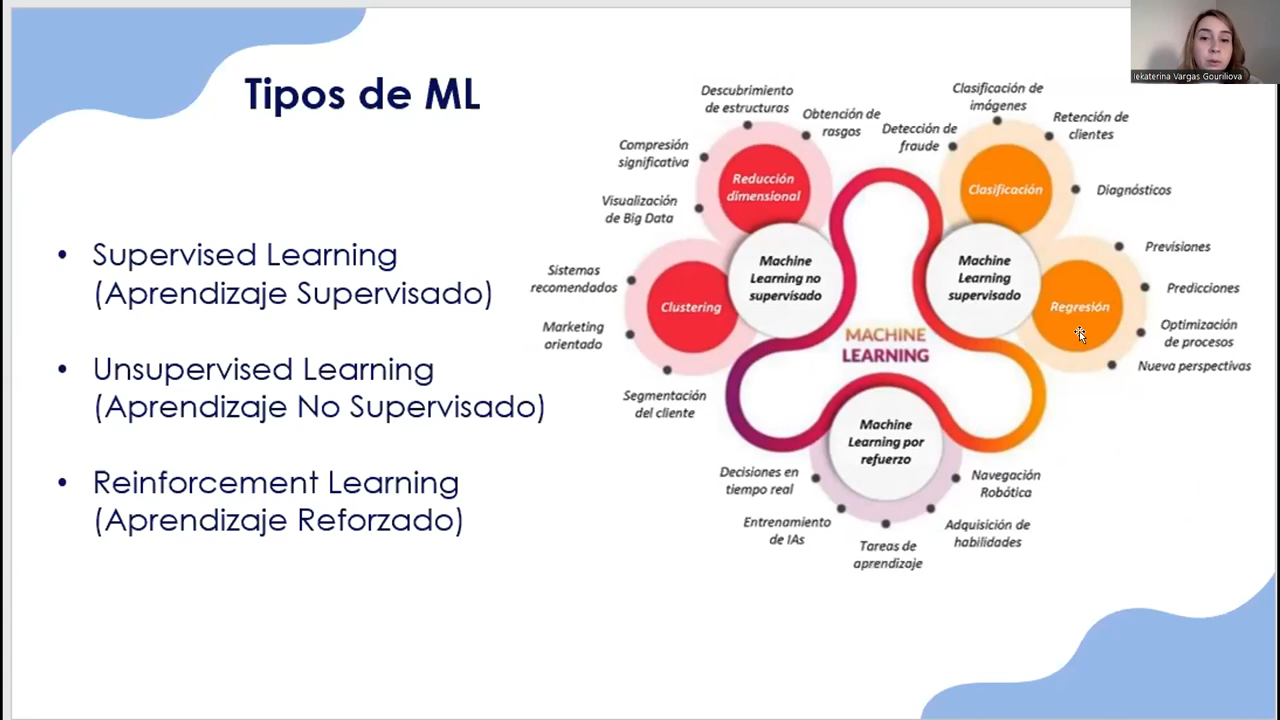 Iekaterina Vargas Gouriliova
Tipos de ML
• Supervised Learning
(Aprendizaje Supervisado)
• Unsupervised Learning
(Aprendizaje No Supervisado)
• Reinforcement Learning
(Aprendizaje Reforzado)
Descubrimiento
de estructuras
Obtención de
rasgos
Compresión
significativa
Visualización
de Big Data
Reducción
dimensional
Machine
Learning no
supervisado
Clustering
Sistemas
recomendados
Marketing
orientado
Segmentación
del cliente
Detección de
fraude
Clasificación de
imágenes
Retención de
clientes
Diagnósticos
Clasificación
Machine
Learning
supervisado
Regresión
Previsiones
Predicciones
Optimización
de procesos
Nueva perspectivas
MACHINE
LEARNING
Machine
Learning por
refuerzo
Decisiones en
tiempo real
Entrenamiento
de IAs
Tareas de
aprendizaje
Adquisición de
habilidades
Navegación
Robótica